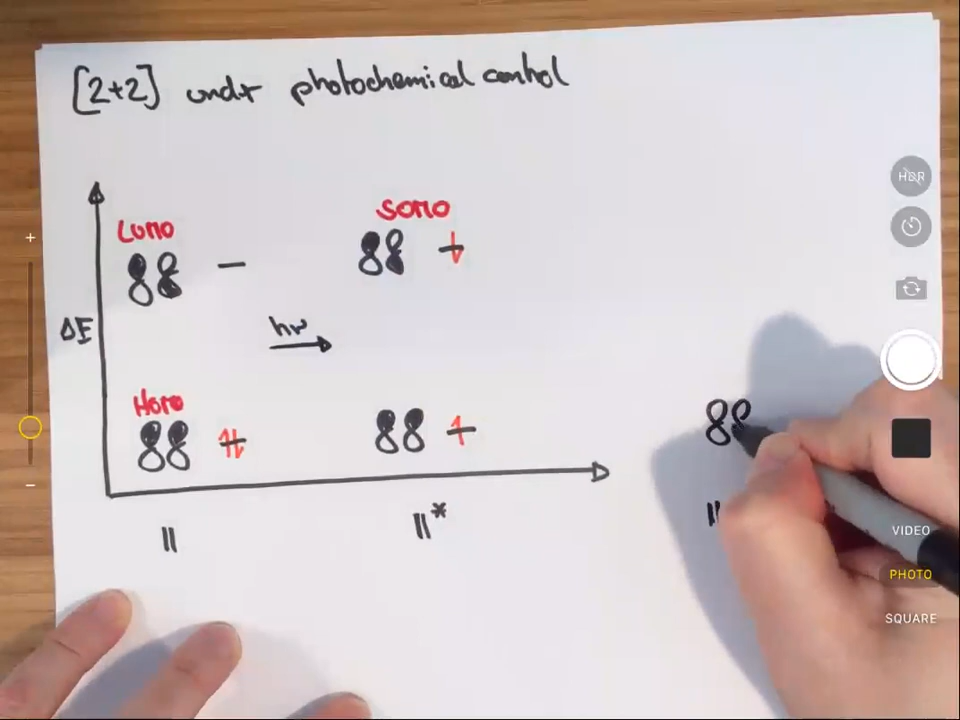 [2+2] under photochemical control
LUMO
SOMO
ΔE
hν
HOMO
||
||*
||
HDR
VIDEO
PHOTO
SQUARE